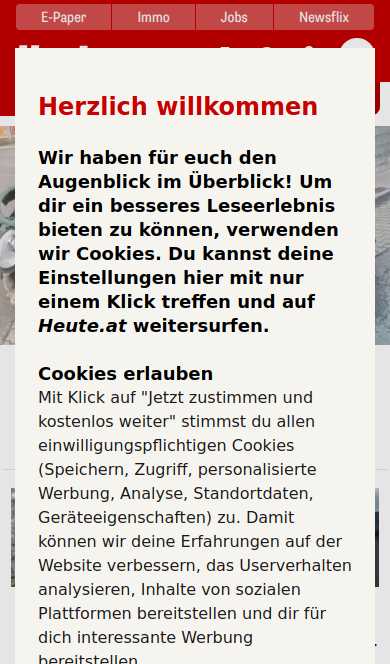 E-Paper Immo Jobs Newsflix
Herzlich willkommen
Wir haben für euch den
Augenblick im Überblick! Um
dir ein besseres Leseerlebnis
bieten zu können, verwenden
wir Cookies. Du kannst deine
Einstellungen hier mit nur
einem Klick treffen und auf
Heute.at weitersurfen.
Cookies erlauben
Mit Klick auf "Jetzt zustimmen und
kostenlos weiter" stimmst du allen
einwilligungspflichtigen Cookies
(Speichern, Zugriff, personalisierte
Werbung, Analyse, Standortdaten,
Geräteeigenschaften) zu. Damit
können wir deine Erfahrungen auf der
Website verbessern, das Userverhalten
analysieren, Inhalte von sozialen
Plattformen bereitstellen und dir für
dich interessante Werbung
bereitstellen